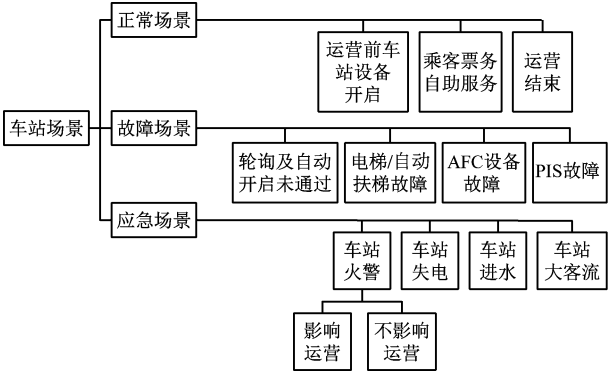 正常场景
运营前车
站设备
开启
乘客票务
自助服务
运营
结束
车站场景
故障场景
轮询及自动
开启未通过
电梯/自动
扶梯故障
AFC设备
故障
PIS故障
应急场景
车站
火警
车站
失电
车站
进水
车站
大客流
影响
运营
不影响
运营